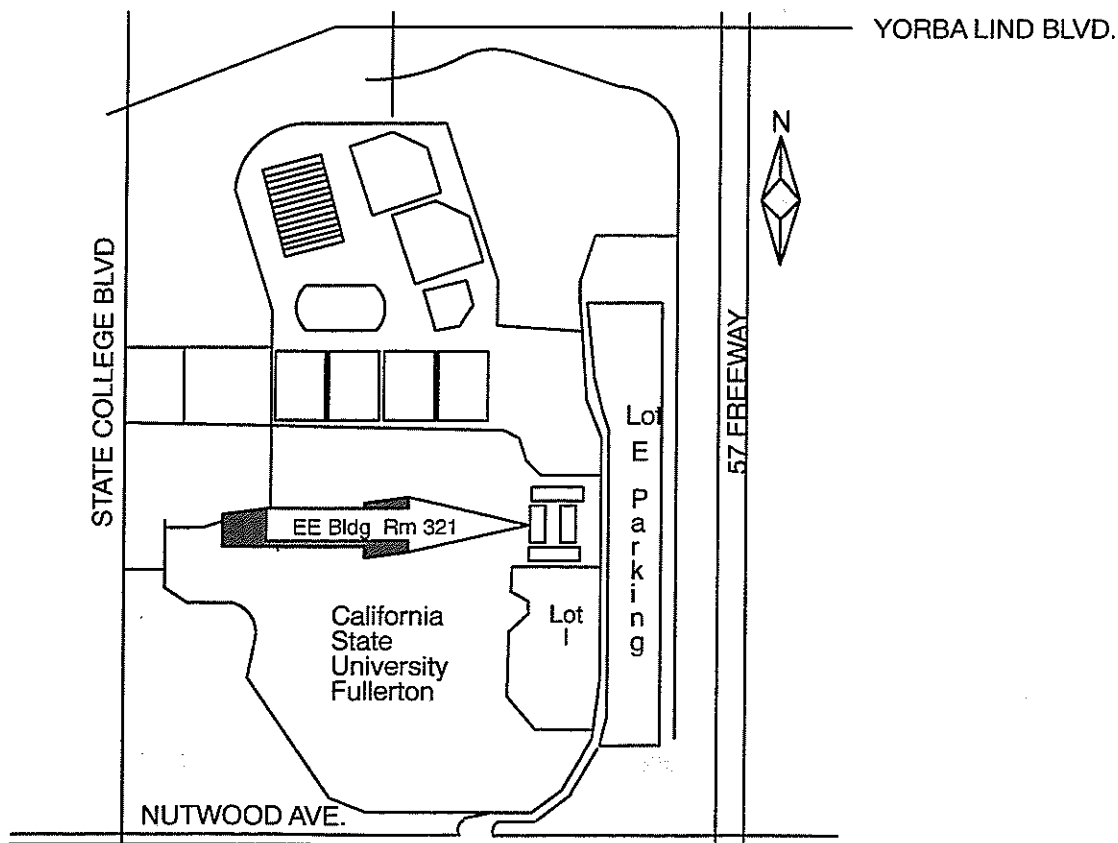 YORBA LIND BLVD.
N
STATE COLLEGE BLVD
57 FREEWAY
Lot
E
Parking
EE Bldg Rm 321
Lot
I
California
State
University
Fullerton
NUTWOOD AVE.